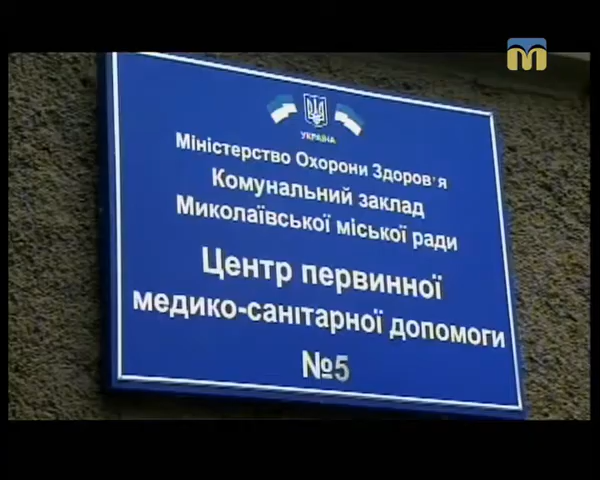 М
УКРАЇНА
Міністерство Охорони Здоров'я
Комунальний заклад
Миколаївської міської ради
Центр первинної
медико-санітарної допомоги
№5